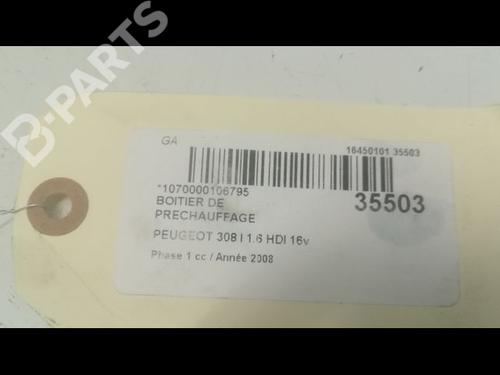 B-PARTS
GA
16450101 35503
*1070000106795
35503
BOITIER DE
PRECHAUFFAGE
PEUGEOT 308 I 1.6 HDI 16v
Phase 1 cc / Année 2008